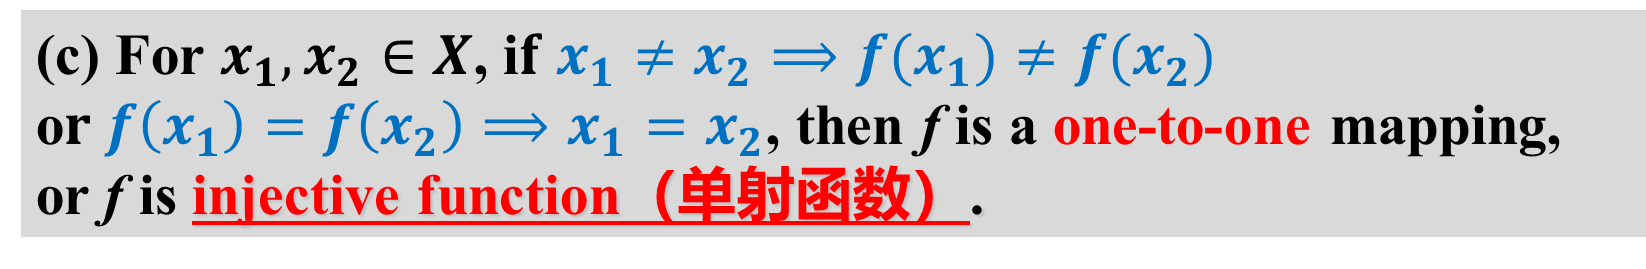 (c) For x₁, x₂ ∈ X, if x₁ ≠ x₂ ⟹ f(x₁) ≠ f(x₂)
or f(x₁) = f(x₂) ⟹ x₁ = x₂, then f is a one-to-one mapping,
or f is injective function（单射函数）.